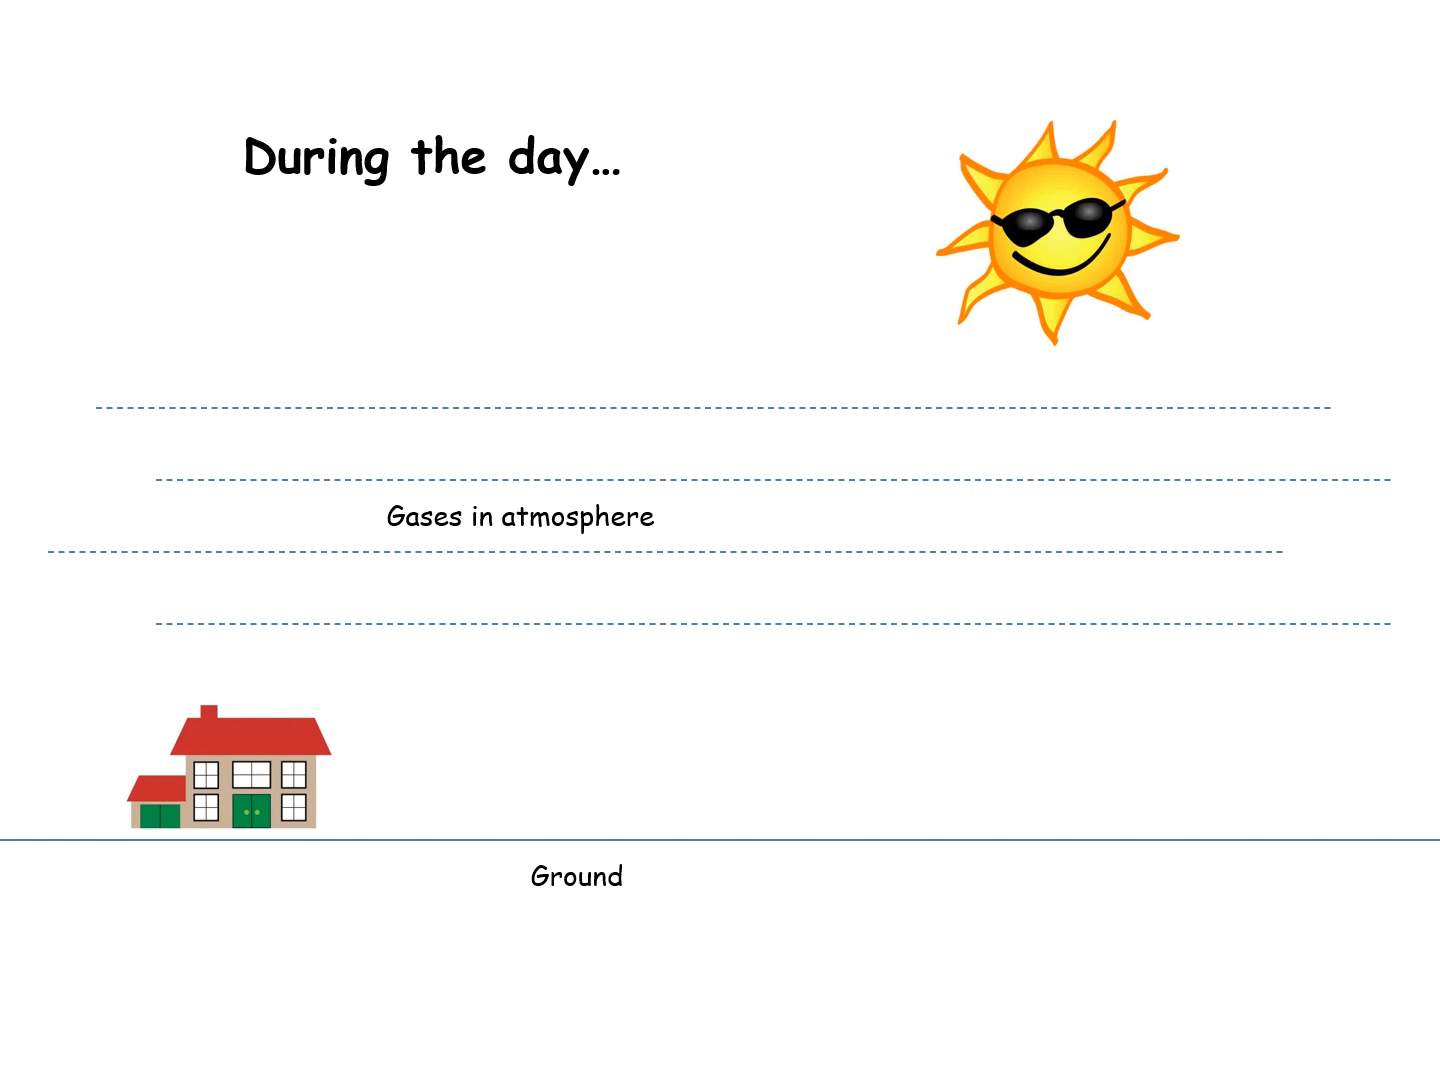 During the day…
Gases in atmosphere
Ground